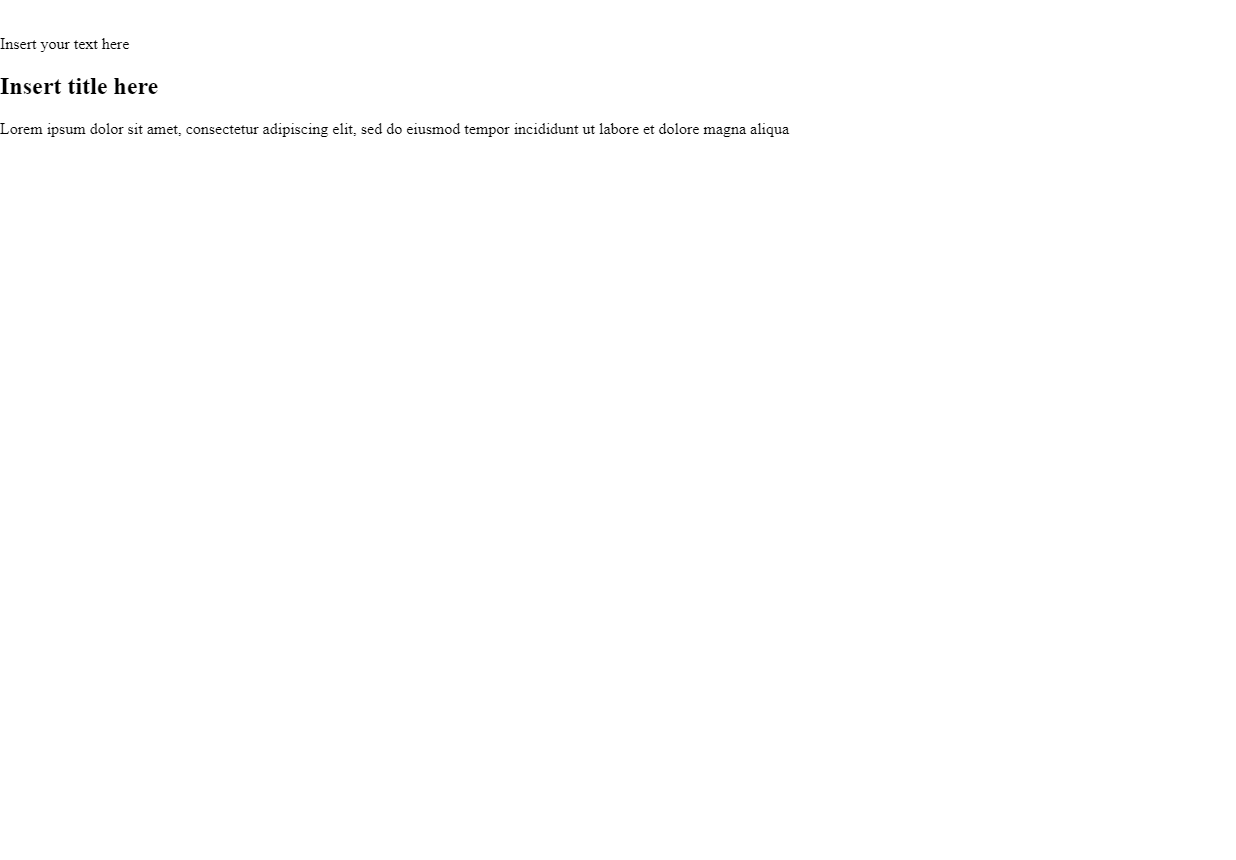 Insert your text here
Insert title here
Lorem ipsum dolor sit amet, consectetur adipiscing elit, sed do eiusmod tempor incididunt ut labore et dolore magna aliqua